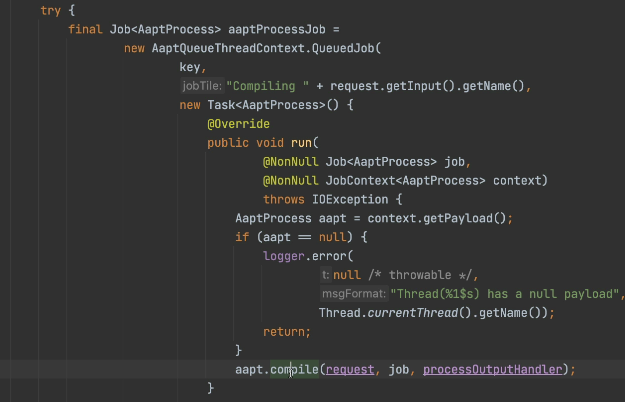 try {
final Job<AaptProcess> aaptProcessJob =
new AaptQueueThreadContext.QueuedJob(
key,
jobTile: "Compiling " + request.getInput().getName(),
new Task<AaptProcess>() {
@Override
public void run(
@NonNull Job<AaptProcess> job,
@NonNull JobContext<AaptProcess> context)
throws IOException {
AaptProcess aapt = context.getPayload();
if (aapt == null) {
logger.error(
t: null /* throwable */,
msgFormat: "Thread(%1$s) has a null payload",
Thread.currentThread().getName());
return;
}
aapt.compile(request, job, processOutputHandler);
}